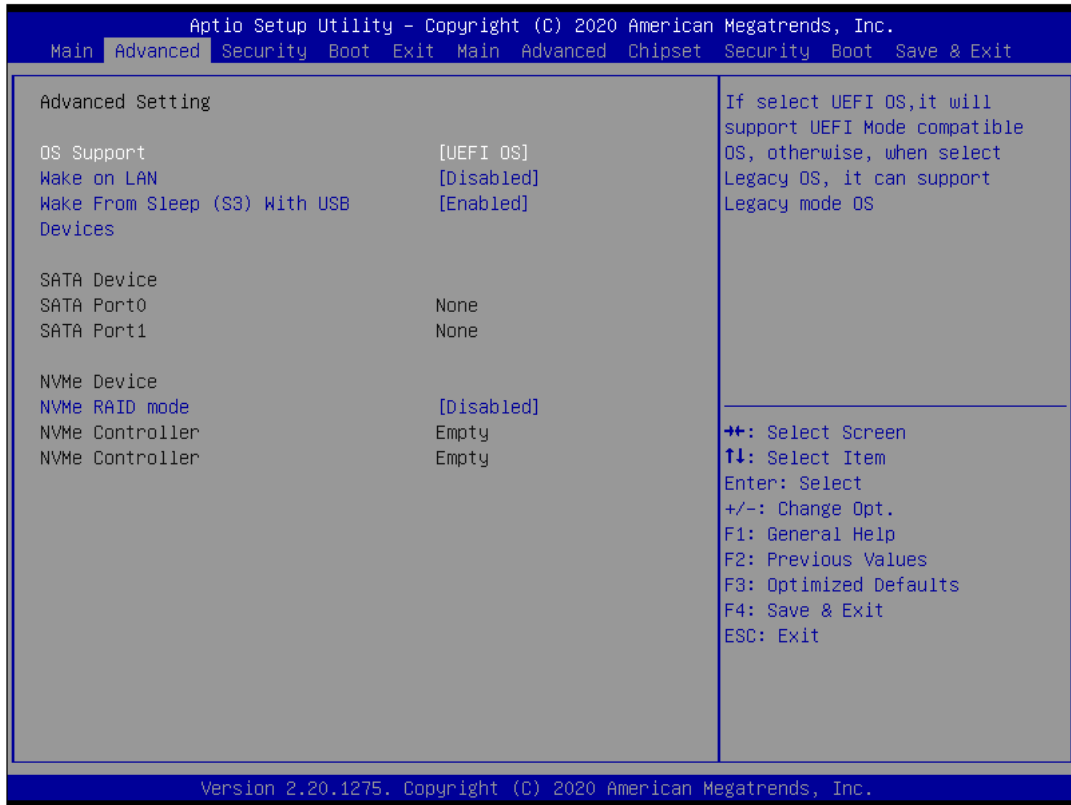 Aptio Setup Utility – Copyright (C) 2020 American Megatrends, Inc.
Main Advanced Security Boot Exit Main Advanced Chipset Security Boot Save & Exit
Advanced Setting
OS Support [UEFI OS]
Wake on LAN [Disabled]
Wake From Sleep (S3) With USB [Enabled]
Devices
SATA Device
SATA Port0 None
SATA Port1 None
NVMe Device
NVMe RAID mode [Disabled]
NVMe Controller Empty
NVMe Controller Empty
If select UEFI OS,it will
support UEFI Mode compatible
OS, otherwise, when select
Legacy OS, it can support
Legacy mode OS
→←: Select Screen
↑↓: Select Item
Enter: Select
+/-: Change Opt.
F1: General Help
F2: Previous Values
F3: Optimized Defaults
F4: Save & Exit
ESC: Exit
Version 2.20.1275. Copyright (C) 2020 American Megatrends, Inc.